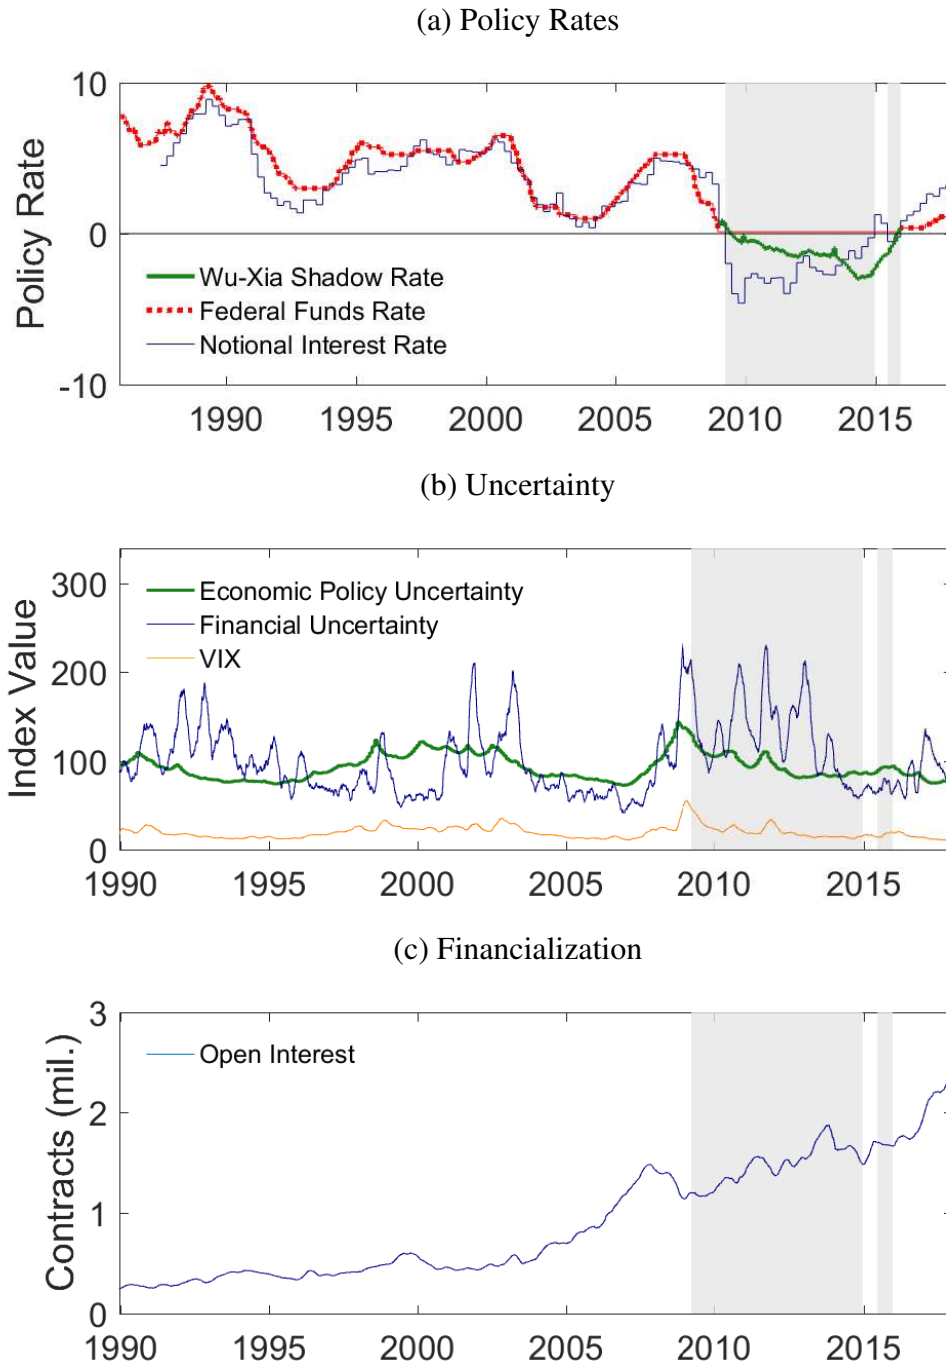 (a) Policy Rates
10
0
-10
Policy Rate
Wu-Xia Shadow Rate
Federal Funds Rate
Notional Interest Rate
1990 1995 2000 2005 2010 2015
(b) Uncertainty
300
200
100
0
Index Value
Economic Policy Uncertainty
Financial Uncertainty
VIX
1990 1995 2000 2005 2010 2015
(c) Financialization
3
2
1
0
Contracts (mil.)
Open Interest
1990 1995 2000 2005 2010 2015